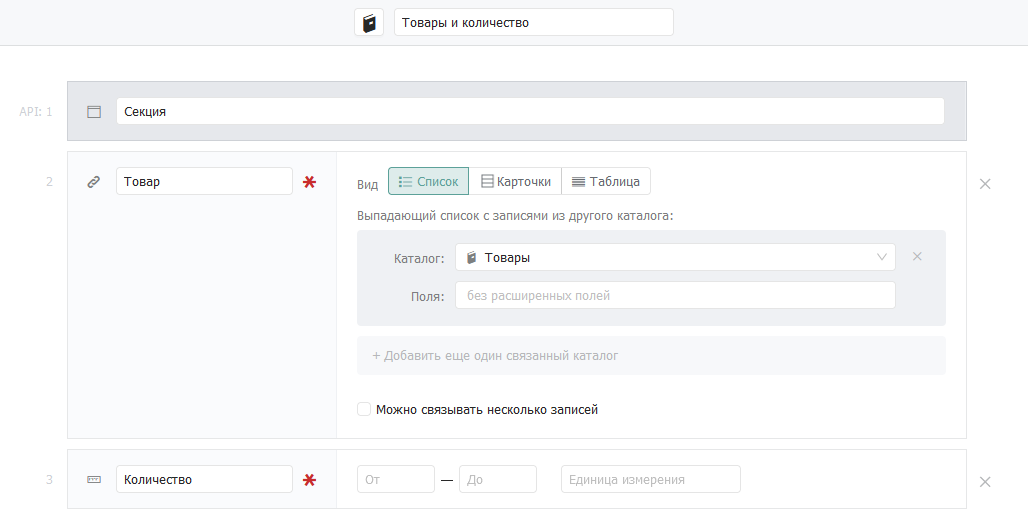 Товары и количество
API: 1
Секция
2
Товар
Вид
Список
Карточки
Таблица
Выпадающий список с записями из другого каталога:
Каталог:
Товары
Поля:
без расширенных полей
+ Добавить еще один связанный каталог
Можно связывать несколько записей
3
Количество
От
—
До
Единица измерения